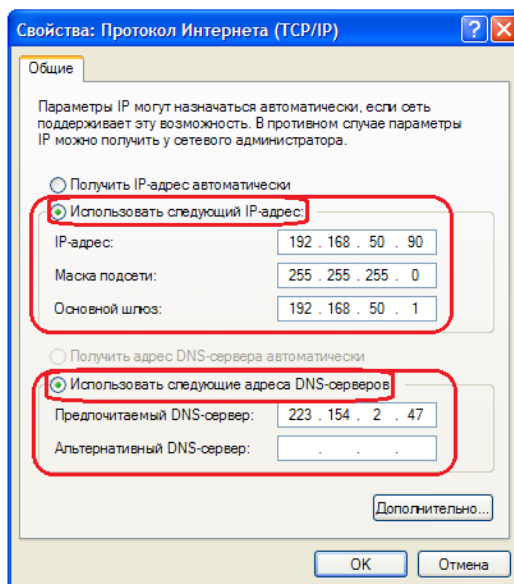 Свойства: Протокол Интернета (TCP/IP)
Общие
Параметры IP могут назначаться автоматически, если сеть
поддерживает эту возможность. В противном случае параметры
IP можно получить у сетевого администратора.
Получить IP-адрес автоматически
Использовать следующий IP-адрес:
IP-адрес: 192 . 168 . 50 . 90
Маска подсети: 255 . 255 . 255 . 0
Основной шлюз: 192 . 168 . 50 . 1
Получить адрес DNS-сервера автоматически
Использовать следующие адреса DNS-серверов
Предпочитаемый DNS-сервер: 223 . 154 . 2 . 47
Альтернативный DNS-сервер: . . .
Дополнительно...
OK Отмена